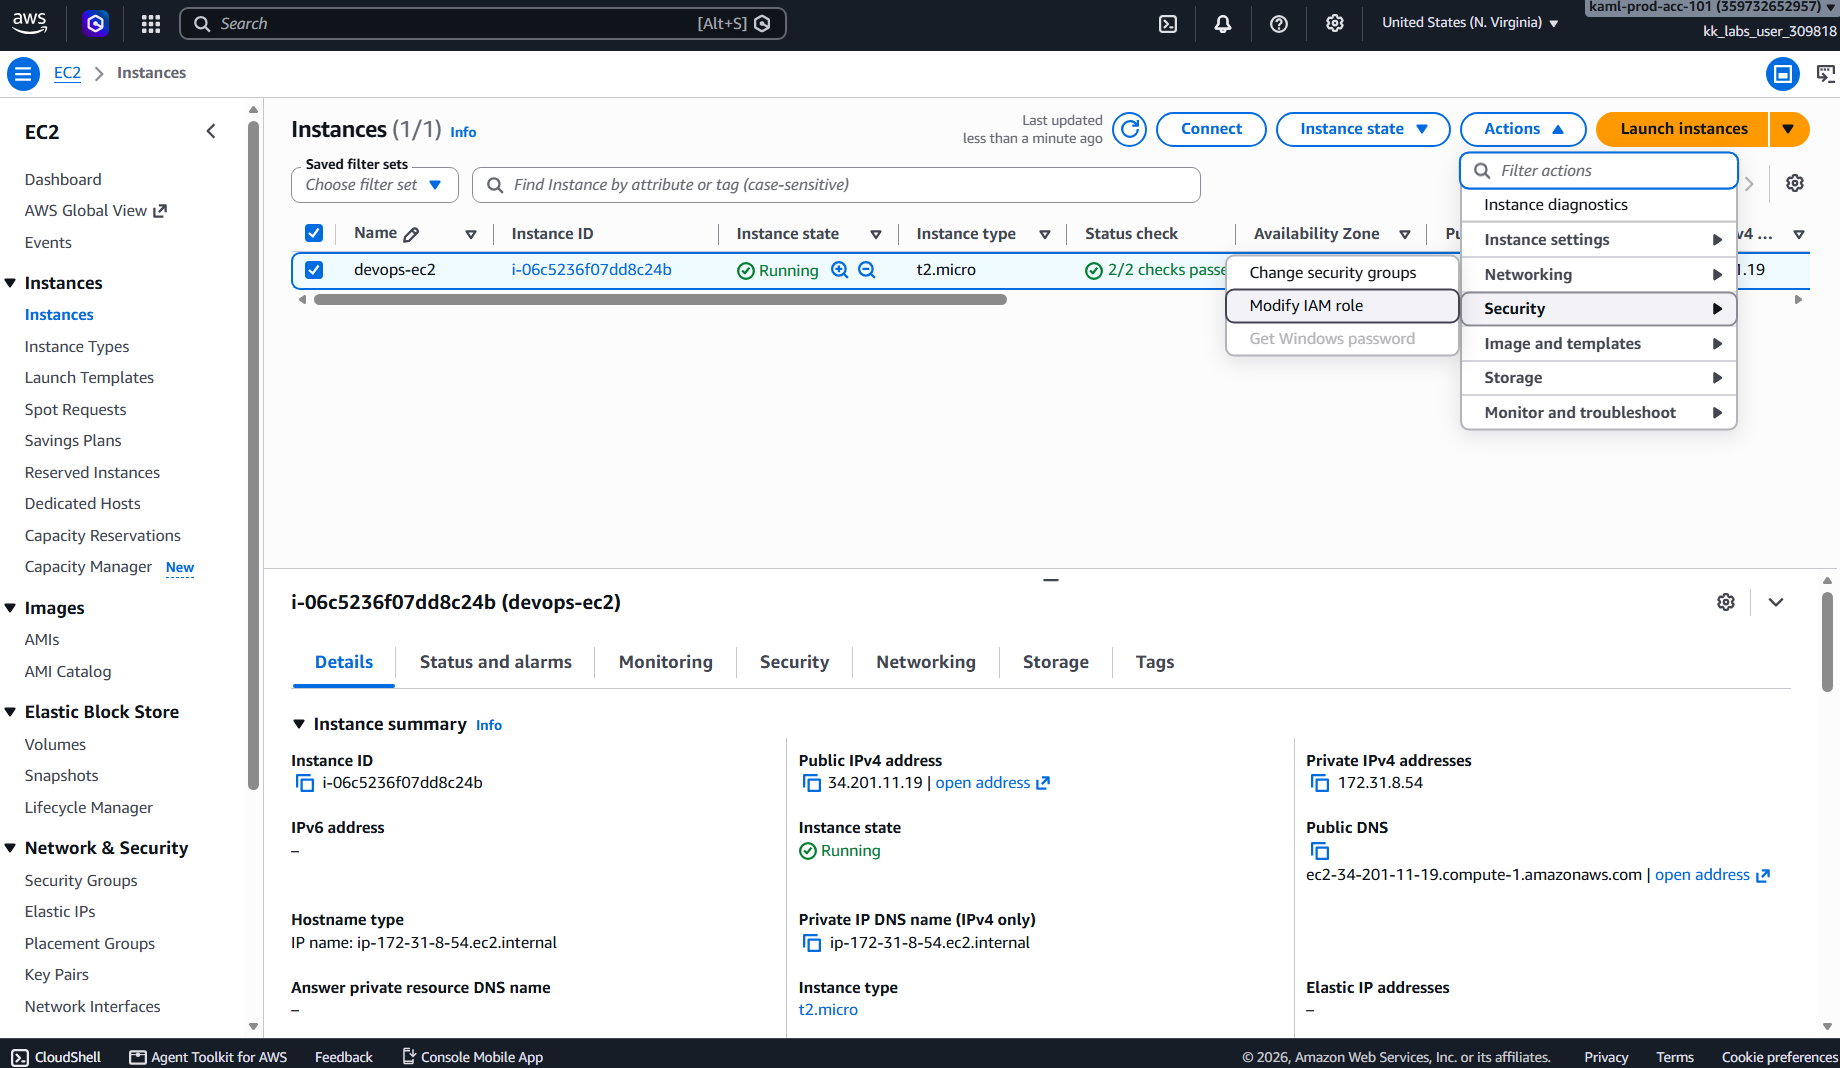 aws
Search
[Alt+S]
United States (N. Virginia)
kaml-prod-acc-101 (359732652957)
kk_labs_user_309818
EC2
Instances
EC2
Dashboard
AWS Global View
Events
Instances
Instances
Instance Types
Launch Templates
Spot Requests
Savings Plans
Reserved Instances
Dedicated Hosts
Capacity Reservations
Capacity Manager New
Images
AMIs
AMI Catalog
Elastic Block Store
Volumes
Snapshots
Lifecycle Manager
Network & Security
Security Groups
Elastic IPs
Placement Groups
Key Pairs
Network Interfaces
Instances (1/1) Info
Last updated
less than a minute ago
Connect
Instance state
Actions
Launch instances
Saved filter sets
Choose filter set
Find Instance by attribute or tag (case-sensitive)
Name
Instance ID
Instance state
Instance type
Status check
Availability Zone
v4 ...
devops-ec2
i-06c5236f07dd8c24b
Running
t2.micro
2/2 checks passe
1.19
Filter actions
Instance diagnostics
Instance settings
Networking
Security
Image and templates
Storage
Monitor and troubleshoot
Change security groups
Modify IAM role
Get Windows password
i-06c5236f07dd8c24b (devops-ec2)
Details
Status and alarms
Monitoring
Security
Networking
Storage
Tags
Instance summary Info
Instance ID
i-06c5236f07dd8c24b
Public IPv4 address
34.201.11.19 | open address
Private IPv4 addresses
172.31.8.54
IPv6 address
–
Instance state
Running
Public DNS
ec2-34-201-11-19.compute-1.amazonaws.com | open address
Hostname type
IP name: ip-172-31-8-54.ec2.internal
Private IP DNS name (IPv4 only)
ip-172-31-8-54.ec2.internal
Answer private resource DNS name
–
Instance type
t2.micro
Elastic IP addresses
–
CloudShell
Agent Toolkit for AWS
Feedback
Console Mobile App
© 2026, Amazon Web Services, Inc. or its affiliates.
Privacy
Terms
Cookie preferences